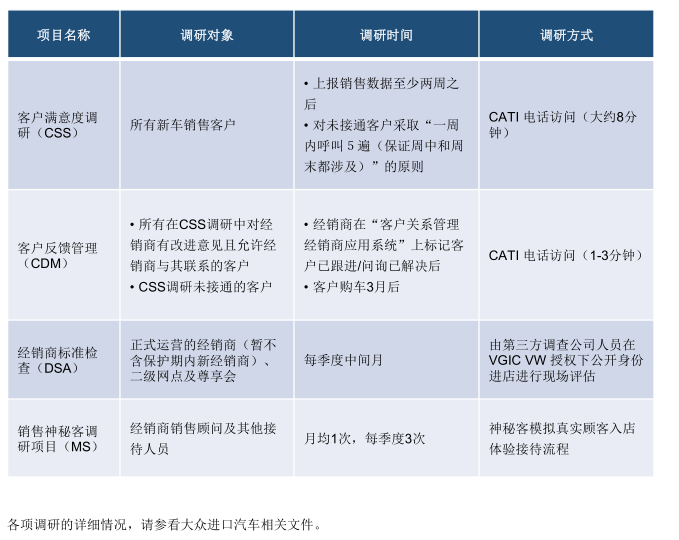 项目名称
调研对象
调研时间
调研方式
客户满意度调
研（CSS）
所有新车销售客户
• 上报销售数据至少两周之
后
• 对未接通客户采取“一周
内呼叫 5 遍（保证周中和周
末都涉及）”的原则
CATI 电话访问（大约8分
钟）
客户反馈管理
（CDM）
• 所有在CSS调研中对经
销商有改进意见且允许经
销商与其联系的客户
• CSS调研未接通的客户
• 经销商在“客户关系管理
经销商应用系统”上标记客
户已跟进/问询已解决后
• 客户购车3月后
CATI 电话访问（1-3分钟）
经销商标准检
查（DSA）
正式运营的经销商（暂不
含保护期内新经销商）、
二级网点及尊享会
每季度中间月
由第三方调查公司人员在
VGIC VW 授权下公开身份
进店进行现场评估
销售神秘客调
研项目（MS）
经销商销售顾问及其他接
待人员
月均1次，每季度3次
神秘客模拟真实顾客入店
体验接待流程
各项调研的详细情况，请参看大众进口汽车相关文件。